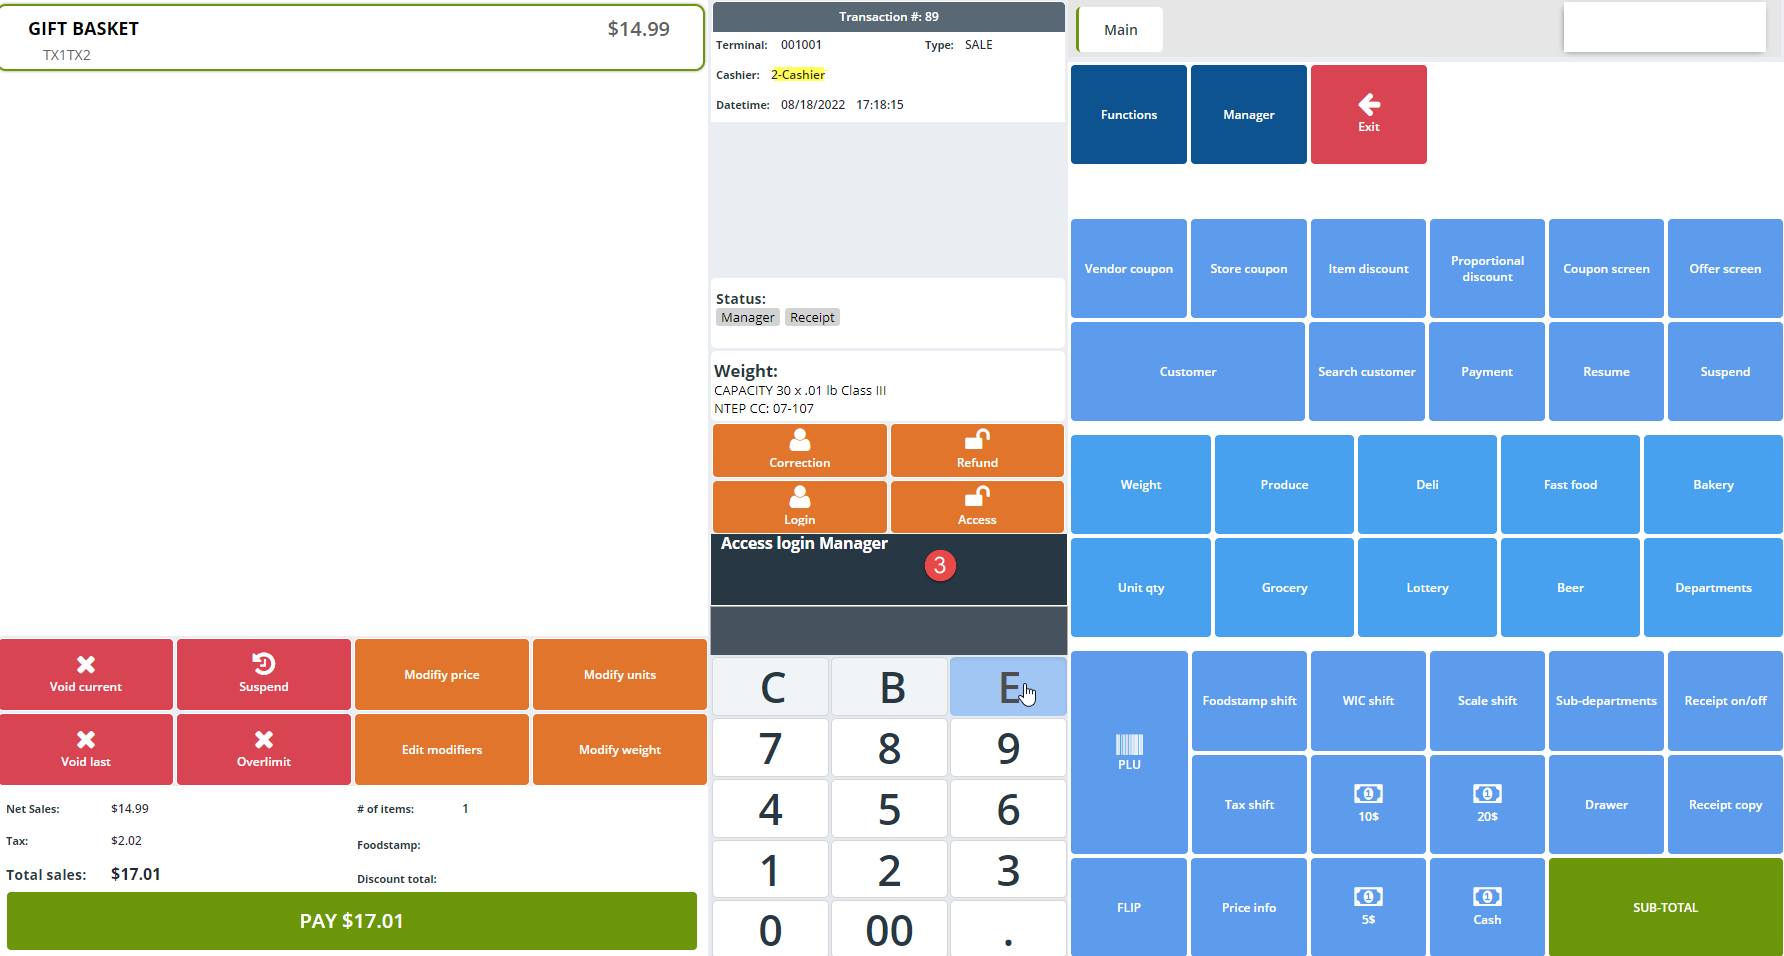 GIFT BASKET $14.99
TX1TX2
Transaction #: 89
Terminal: 001001 Type: SALE
Cashier: 2-Cashier
Datetime: 08/18/2022 17:18:15
Status:
Manager Receipt
Weight:
CAPACITY 30 x .01 lb Class III
NTEP CC: 07-107
Correction Refund
Login Access
Access login Manager
3
C B E
7 8 9
4 5 6
1 2 3
0 00 .
Void current Suspend Modifiy price Modify units
Void last Overlimit Edit modifiers Modify weight
Net Sales: $14.99 # of items: 1
Tax: $2.02 Foodstamp:
Total sales: $17.01 Discount total:
PAY $17.01
Main
Functions Manager Exit
Vendor coupon Store coupon Item discount Proportional discount Coupon screen Offer screen
Customer Search customer Payment Resume Suspend
Weight Produce Deli Fast food Bakery
Unit qty Grocery Lottery Beer Departments
PLU Foodstamp shift WIC shift Scale shift Sub-departments Receipt on/off
Tax shift 10$ 20$ Drawer Receipt copy
FLIP Price info 5$ Cash SUB-TOTAL